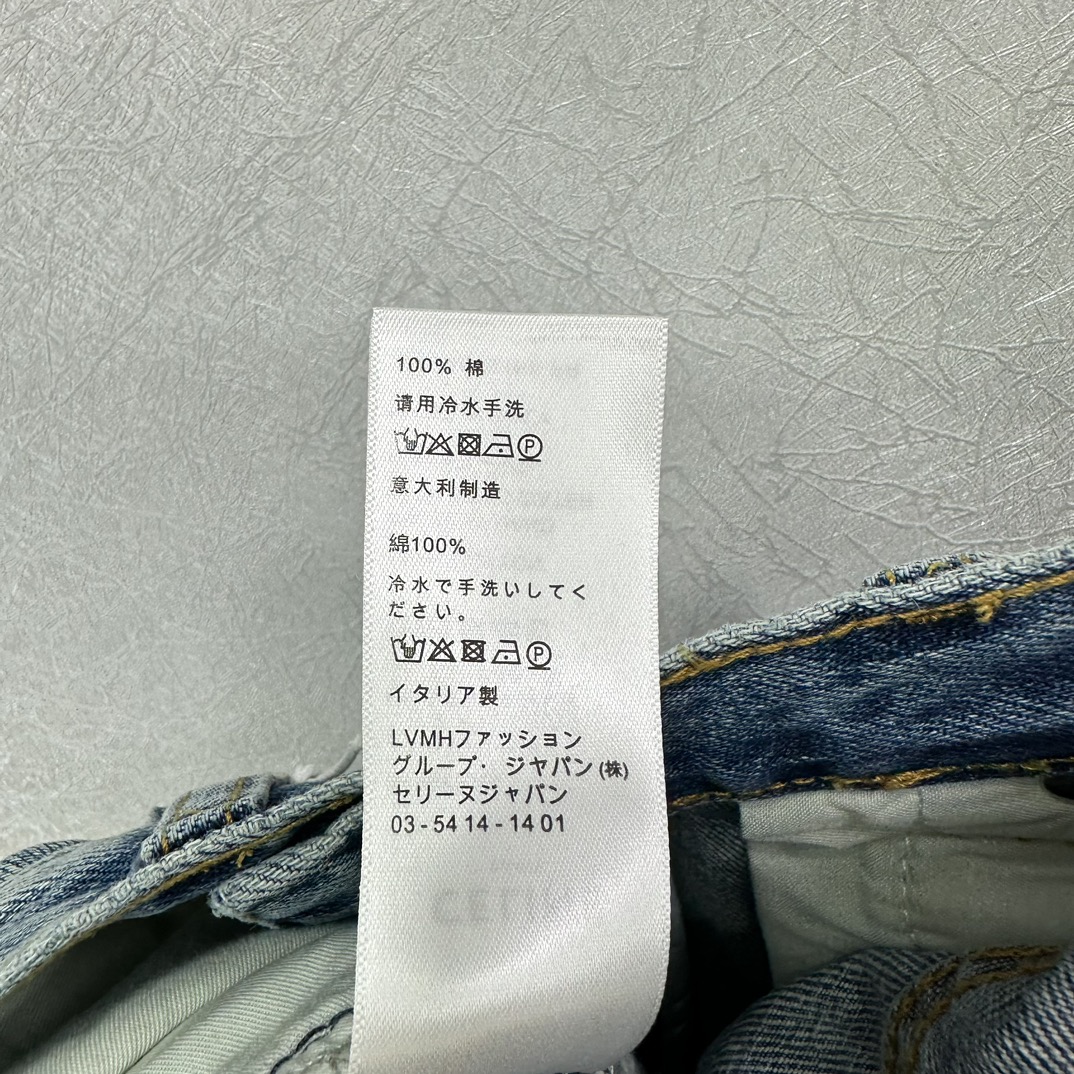 100% 棉
请用冷水手洗
P
意大利制造
綿100%
冷水で手洗いしてく
ださい。
P
イタリア製
LVMHファッション
グループ・ ジャパン(株)
セリーヌジャパン
03-5414-1401